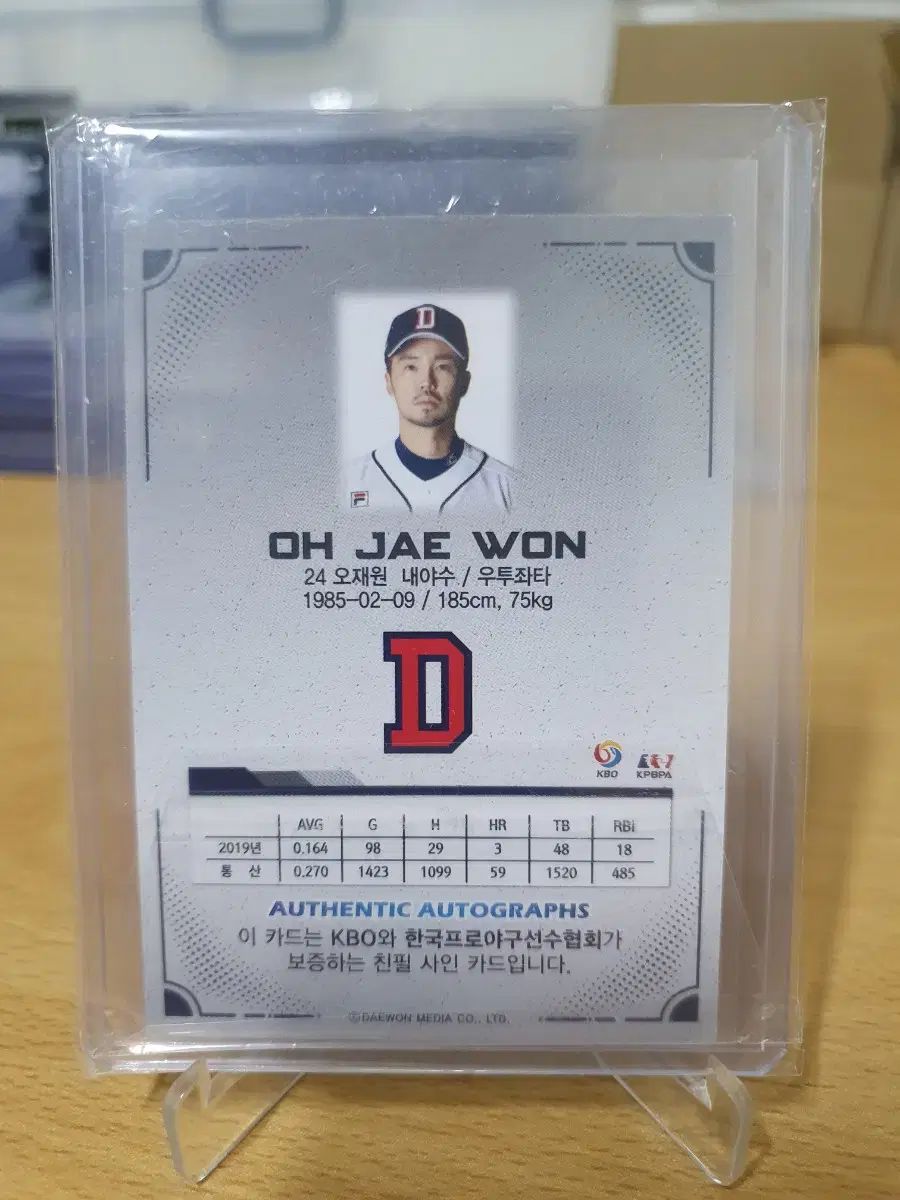 D
F
OH JAE WON
24 오재원 내야수 / 우투좌타
1985-02-09 / 185cm, 75kg
D
KBO KPBPA
AVG G H HR TB RBI
2019년 0.164 98 29 3 48 18
통 산 0.270 1423 1099 59 1520 485
AUTHENTIC AUTOGRAPHS
이 카드는 KBO와 한국프로야구선수협회가
보증하는 친필 사인 카드입니다.
ⓒDAEWON MEDIA CO., LTD.